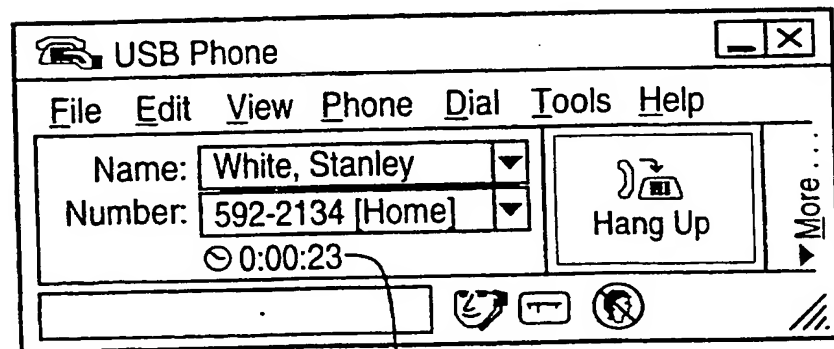 USB Phone
File Edit View Phone Dial Tools Help
Name: White, Stanley
Number: 592-2134 [Home]
0:00:23
Hang Up
More....